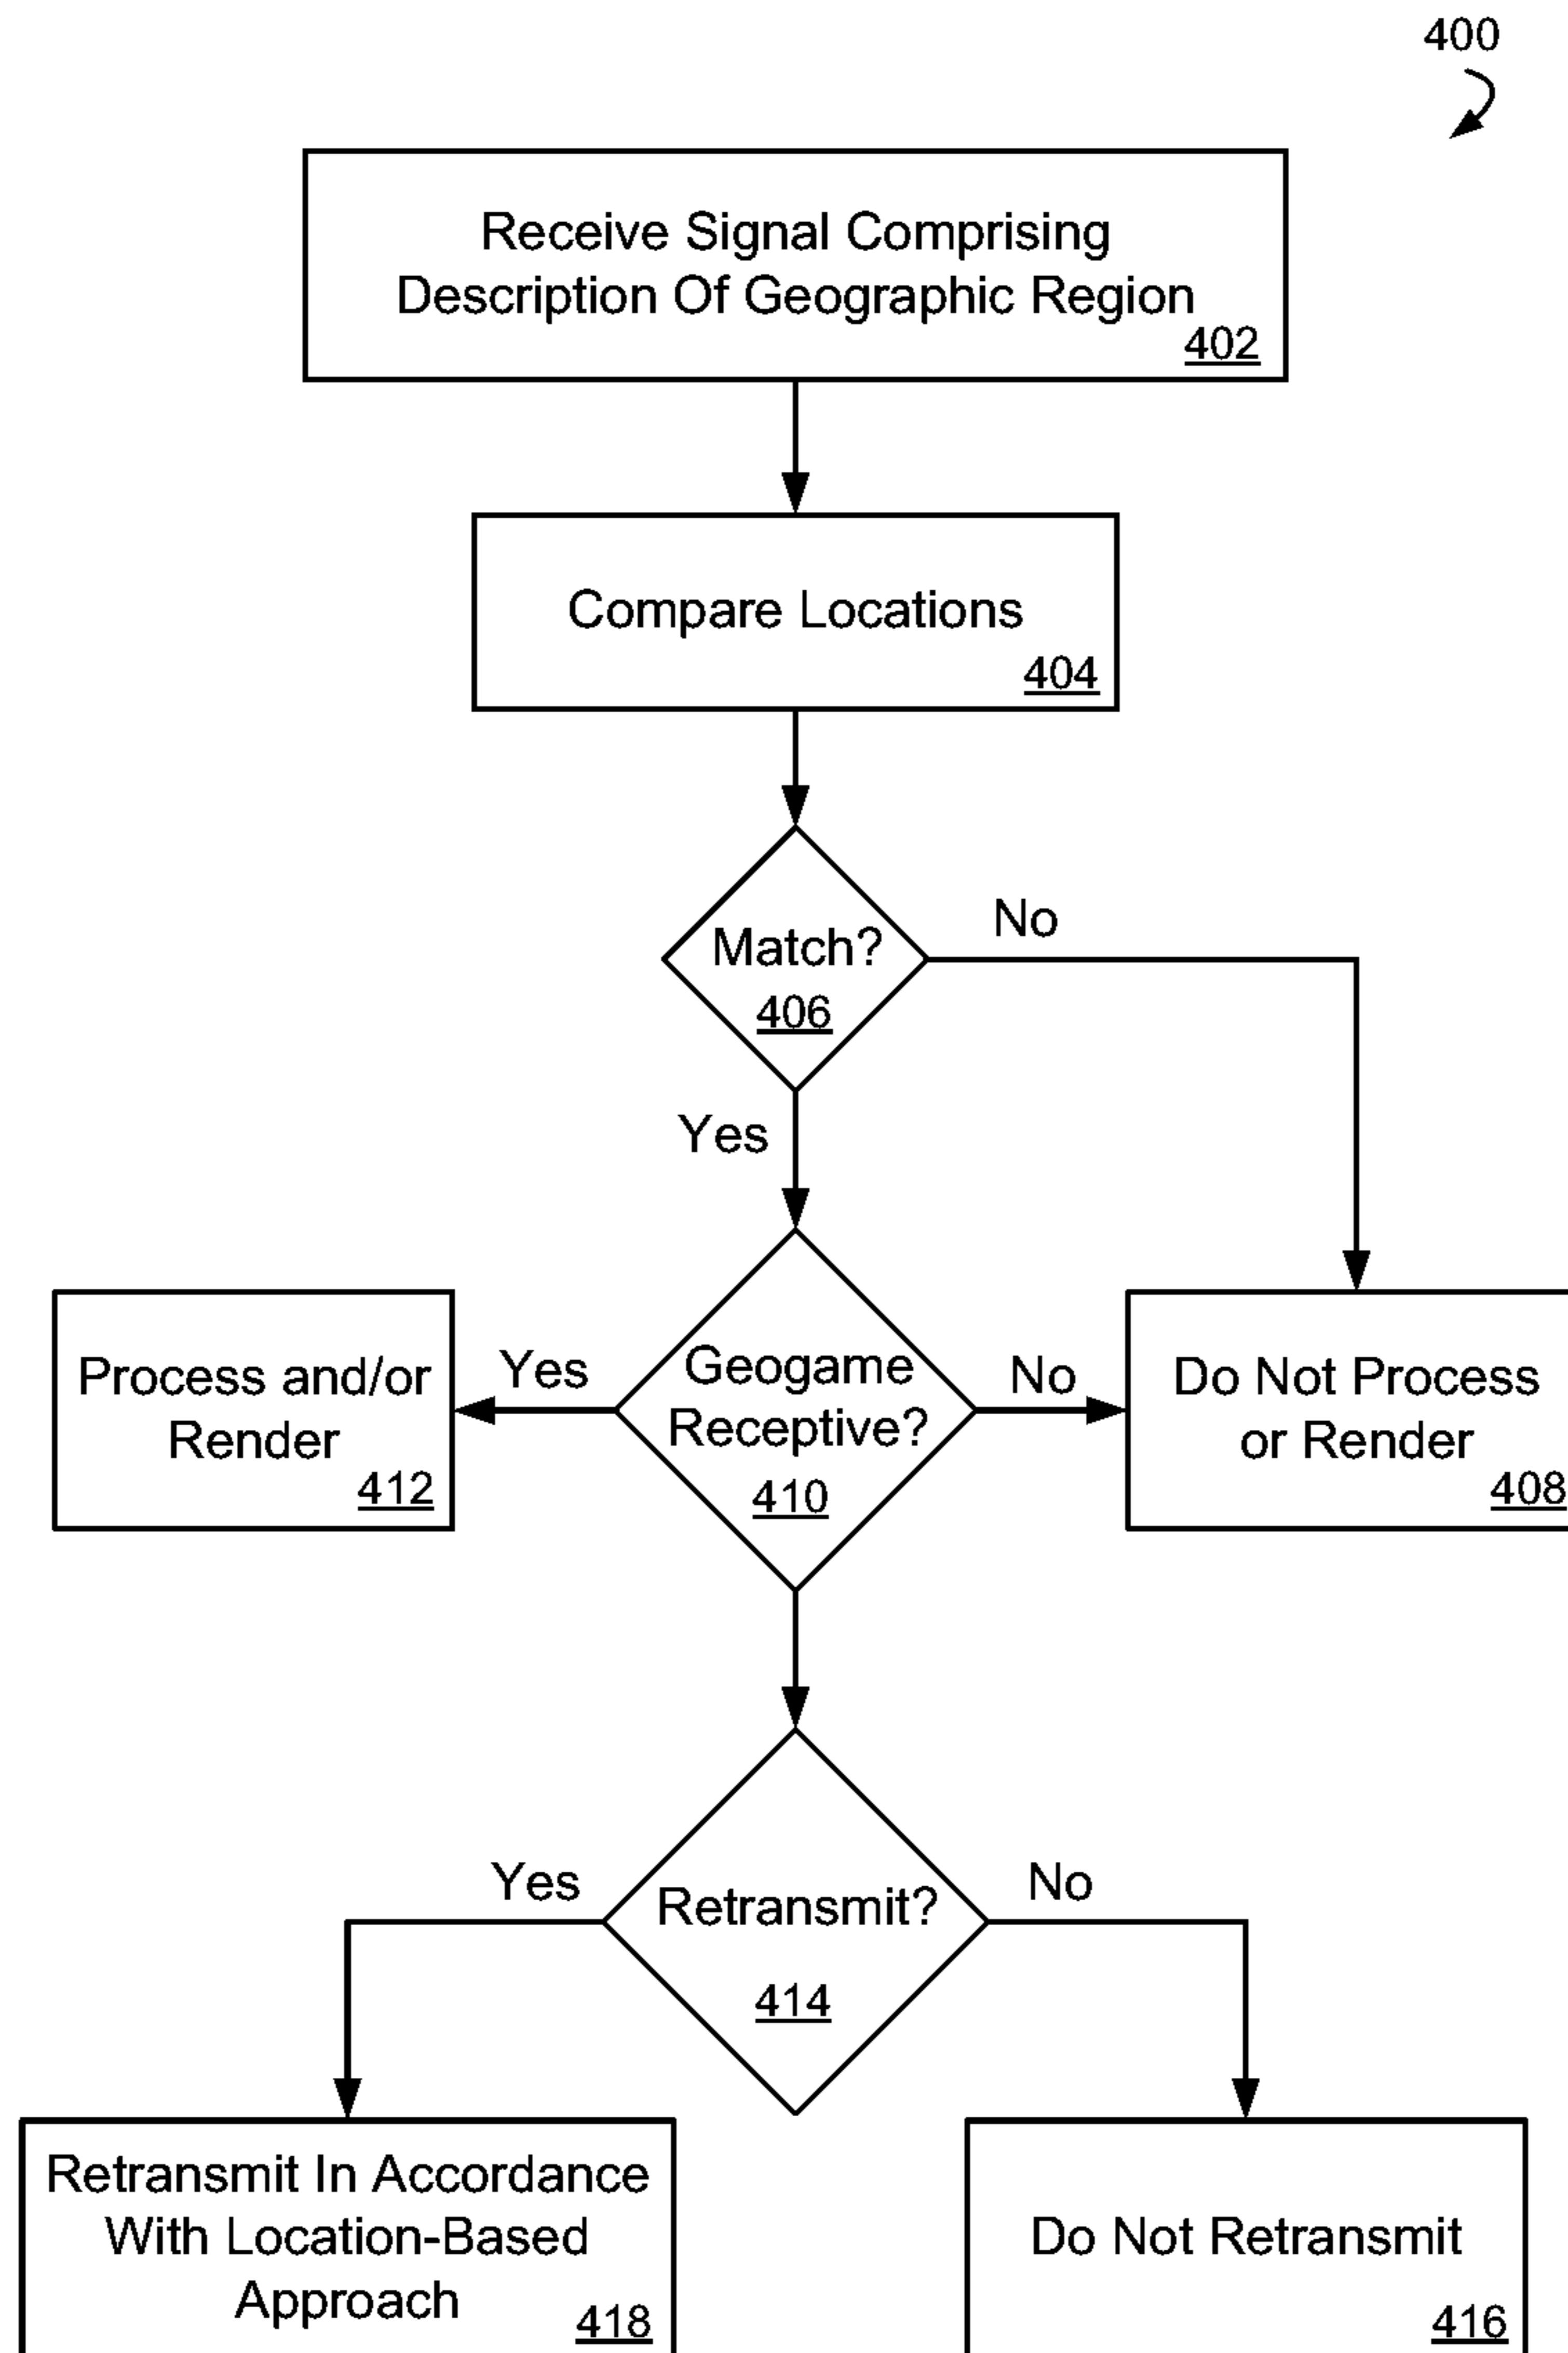 400
Receive Signal Comprising
Description Of Geographic Region
402
Compare Locations
404
No
Match?
406
Yes
Process and/or
Render
412
Yes
Geogame
Receptive?
410
No
Do Not Process
or Render
408
Yes
Retransmit?
414
No
Retransmit In Accordance
With Location-Based
Approach
418
Do Not Retransmit
416